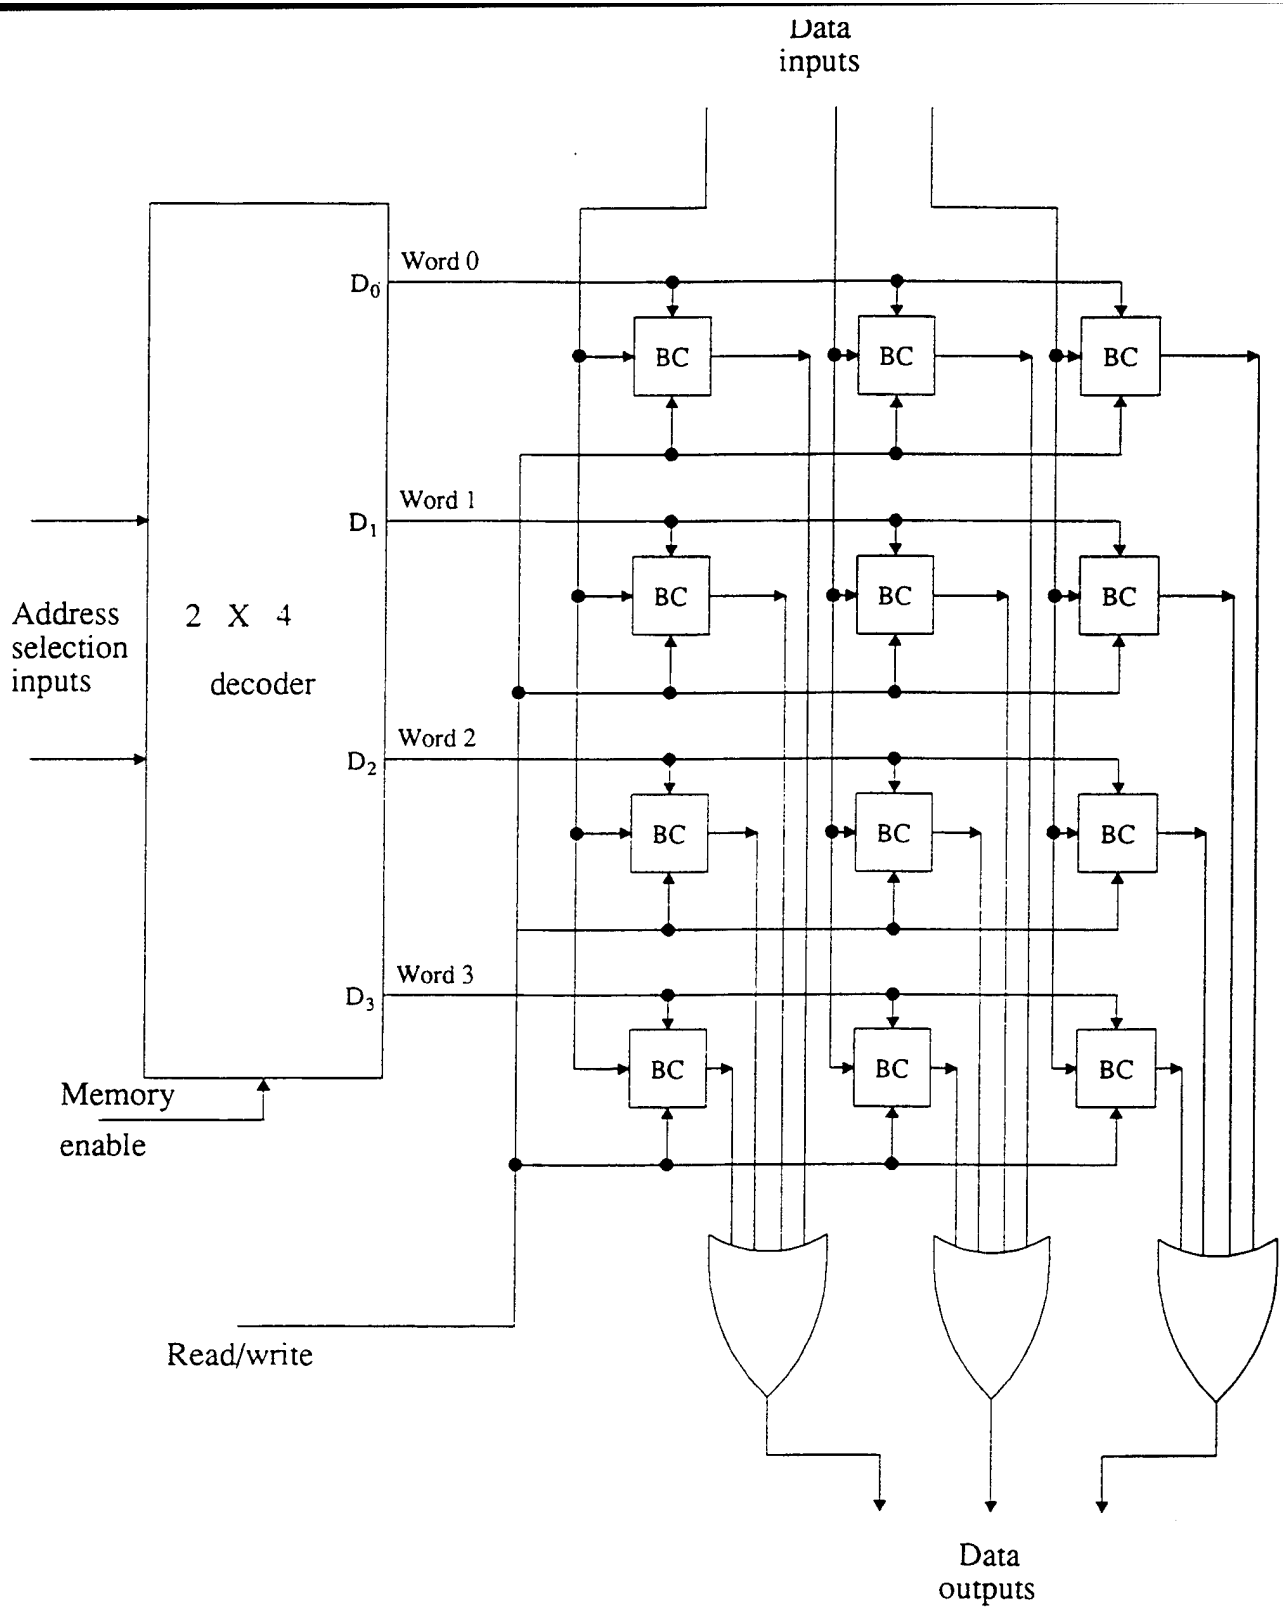 Data
inputs
Word 0
D0
BC
BC
BC
Word 1
D1
BC
BC
BC
Address
selection
inputs
2 X 4
decoder
Word 2
D2
BC
BC
BC
Word 3
D3
BC
BC
BC
Memory
enable
Read/write
Data
outputs